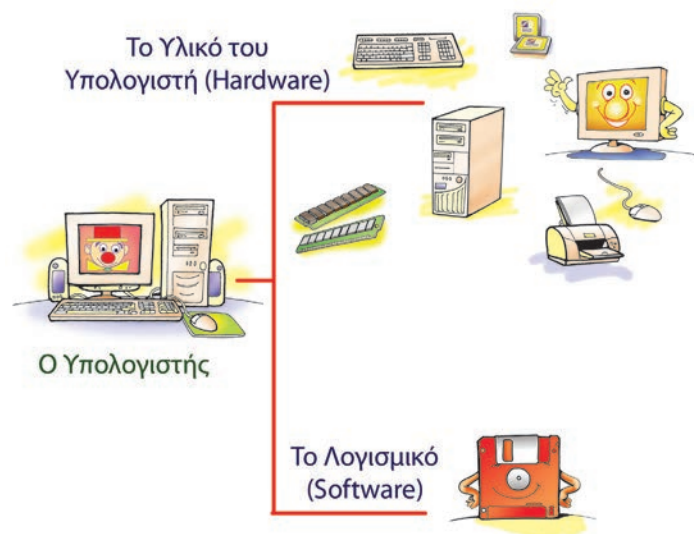 Το Υλικό του
Υπολογιστή (Hardware)
Ο Υπολογιστής
Το Λογισμικό
(Software)